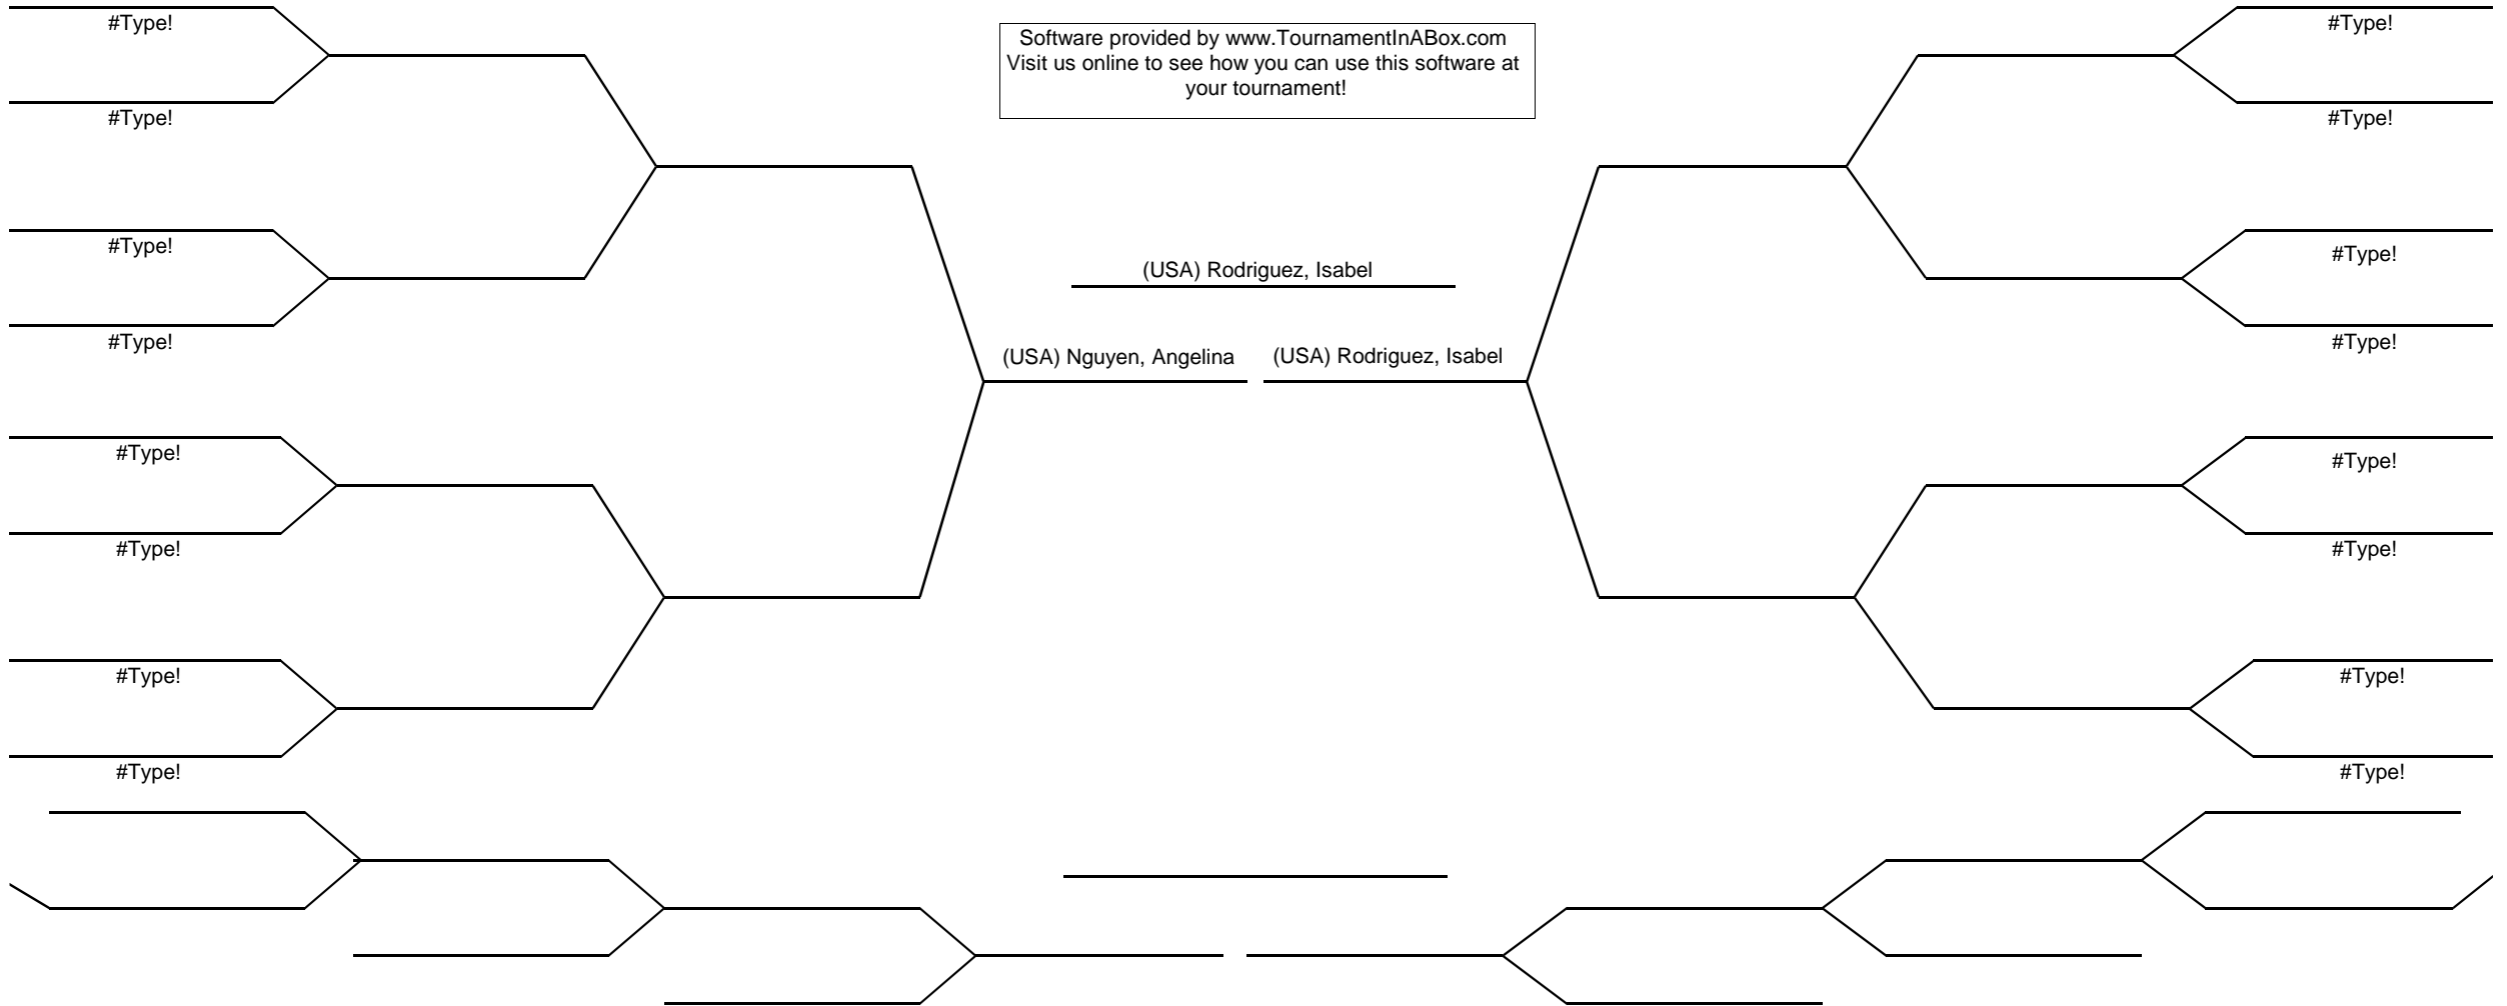 #Type!
#Type!
Software provided by www.TournamentInABox.com
Visit us online to see how you can use this software at
your tournament!
#Type!
#Type!
#Type!
#Type!
(USA) Rodriguez, Isabel
#Type!
#Type!
(USA) Nguyen, Angelina
(USA) Rodriguez, Isabel
#Type!
#Type!
#Type!
#Type!
#Type!
#Type!
#Type!
#Type!